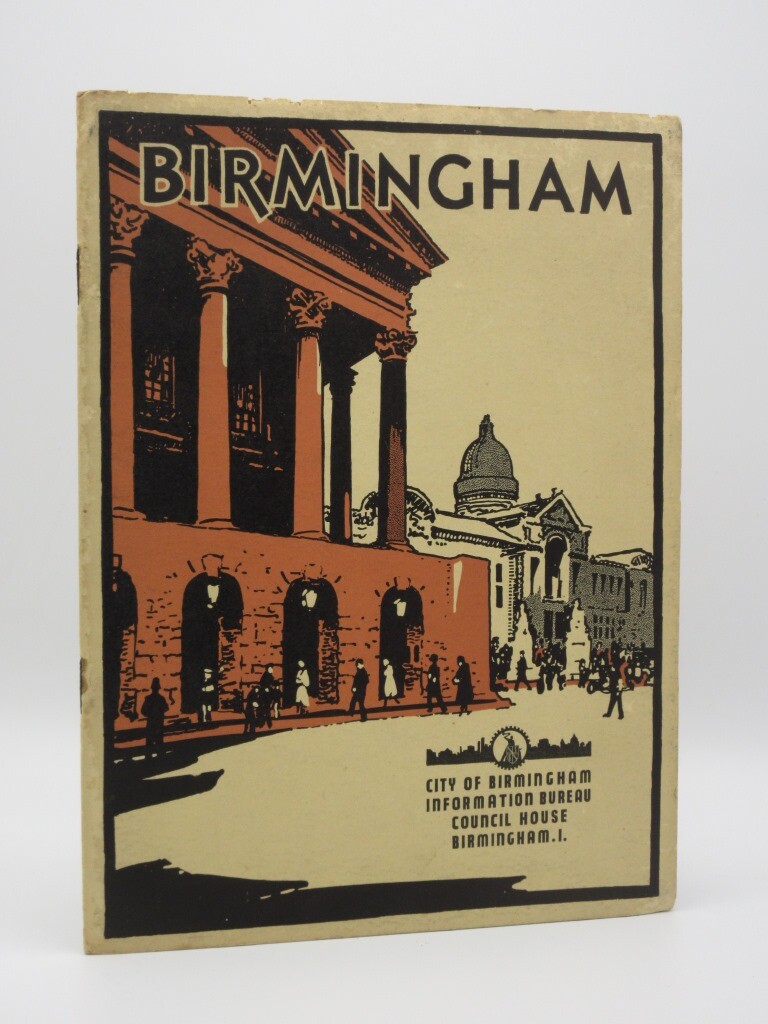 BIRMINGHAM
CITY OF BIRMINGHAM
INFORMATION BUREAU
COUNCIL HOUSE
BIRMINGHAM.1.